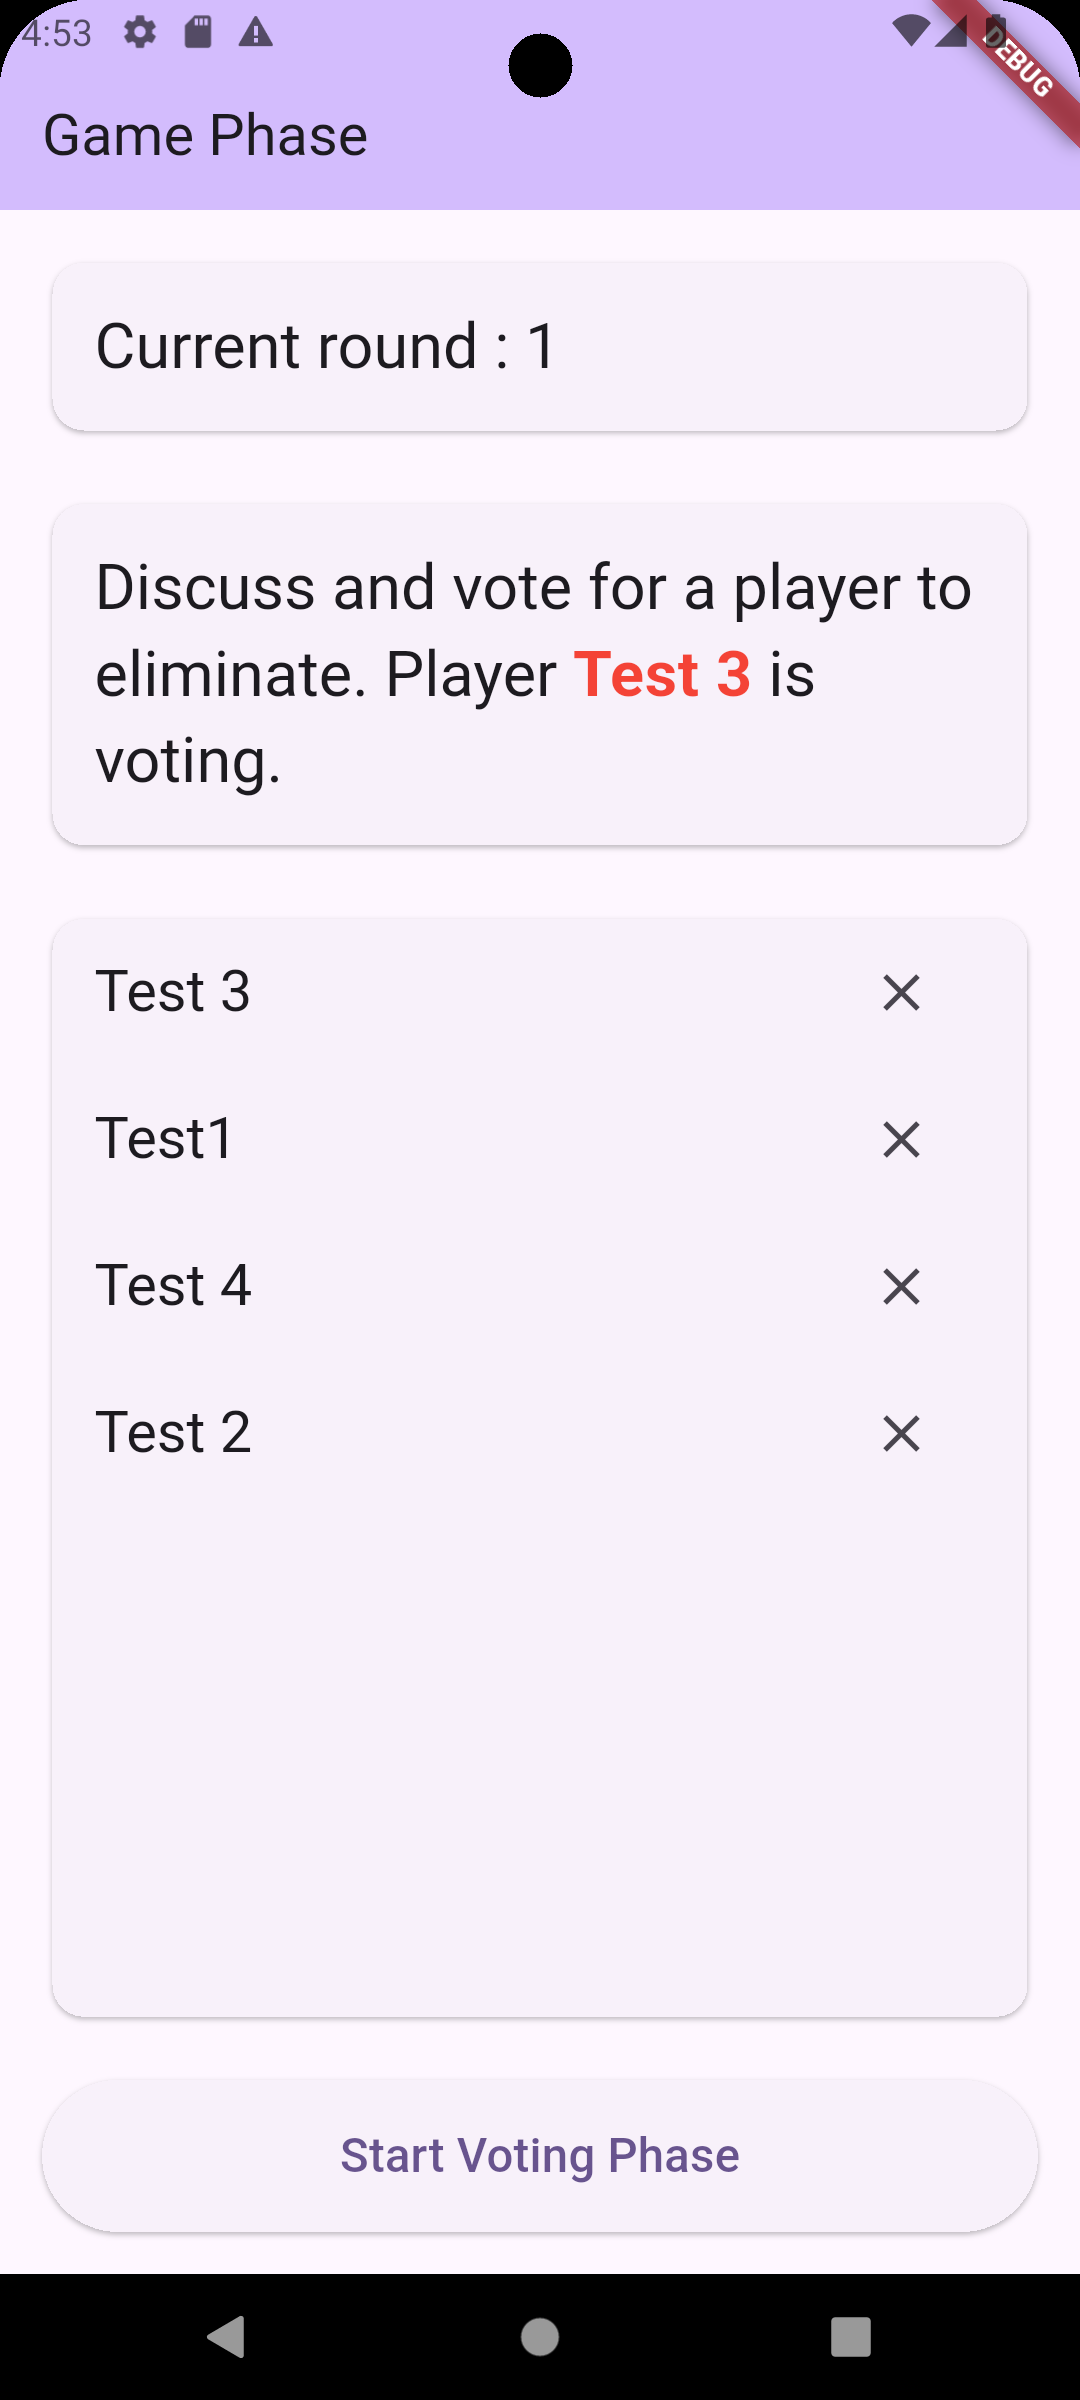 4:53
DEBUG
Game Phase
Current round : 1
Discuss and vote for a player to
eliminate. Player Test 3 is
voting.
Test 3
Test1
Test 4
Test 2
Start Voting Phase